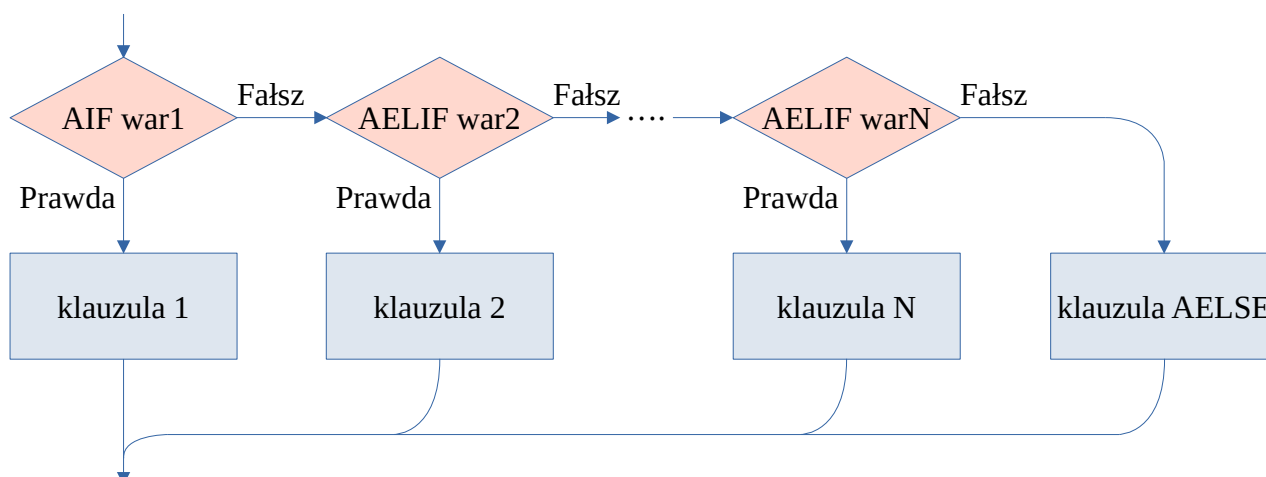 Fałsz
Fałsz
Fałsz
AIF war1
AELIF war2
....
AELIF warN
Prawda
Prawda
Prawda
klauzula 1
klauzula 2
klauzula N
klauzula AELSE